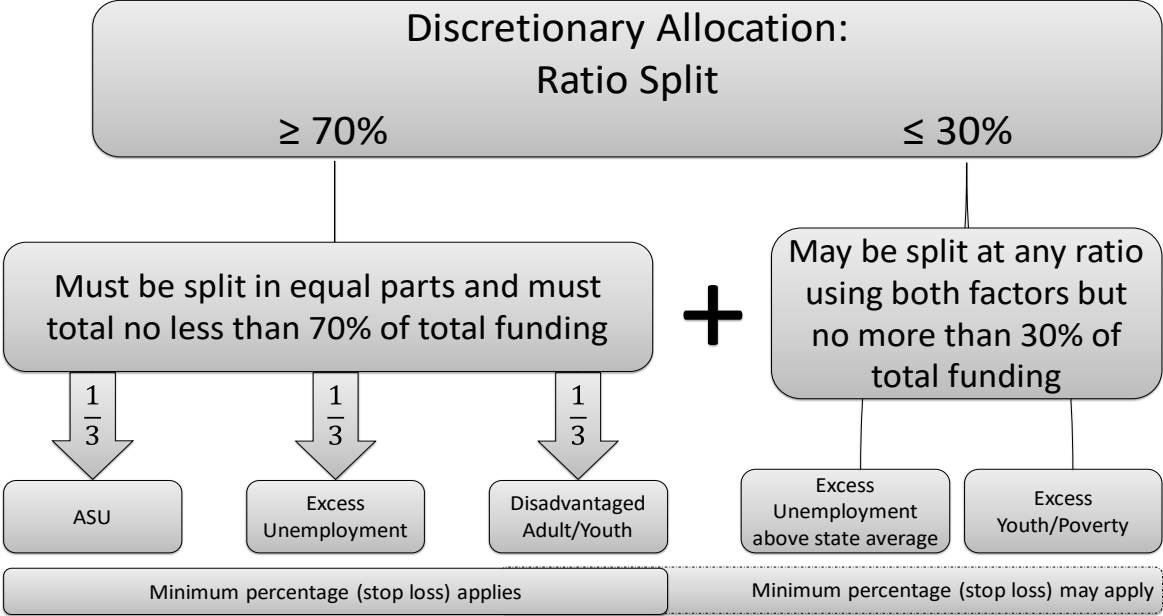 Discretionary Allocation:
Ratio Split
≥ 70%
≤ 30%
Must be split in equal parts and must
total no less than 70% of total funding
+
May be split at any ratio
using both factors but
no more than 30% of
total funding
1
3
1
3
1
3
ASU
Excess
Unemployment
Disadvantaged
Adult/Youth
Excess
Unemployment
above state average
Excess
Youth/Poverty
Minimum percentage (stop loss) applies
Minimum percentage (stop loss) may apply